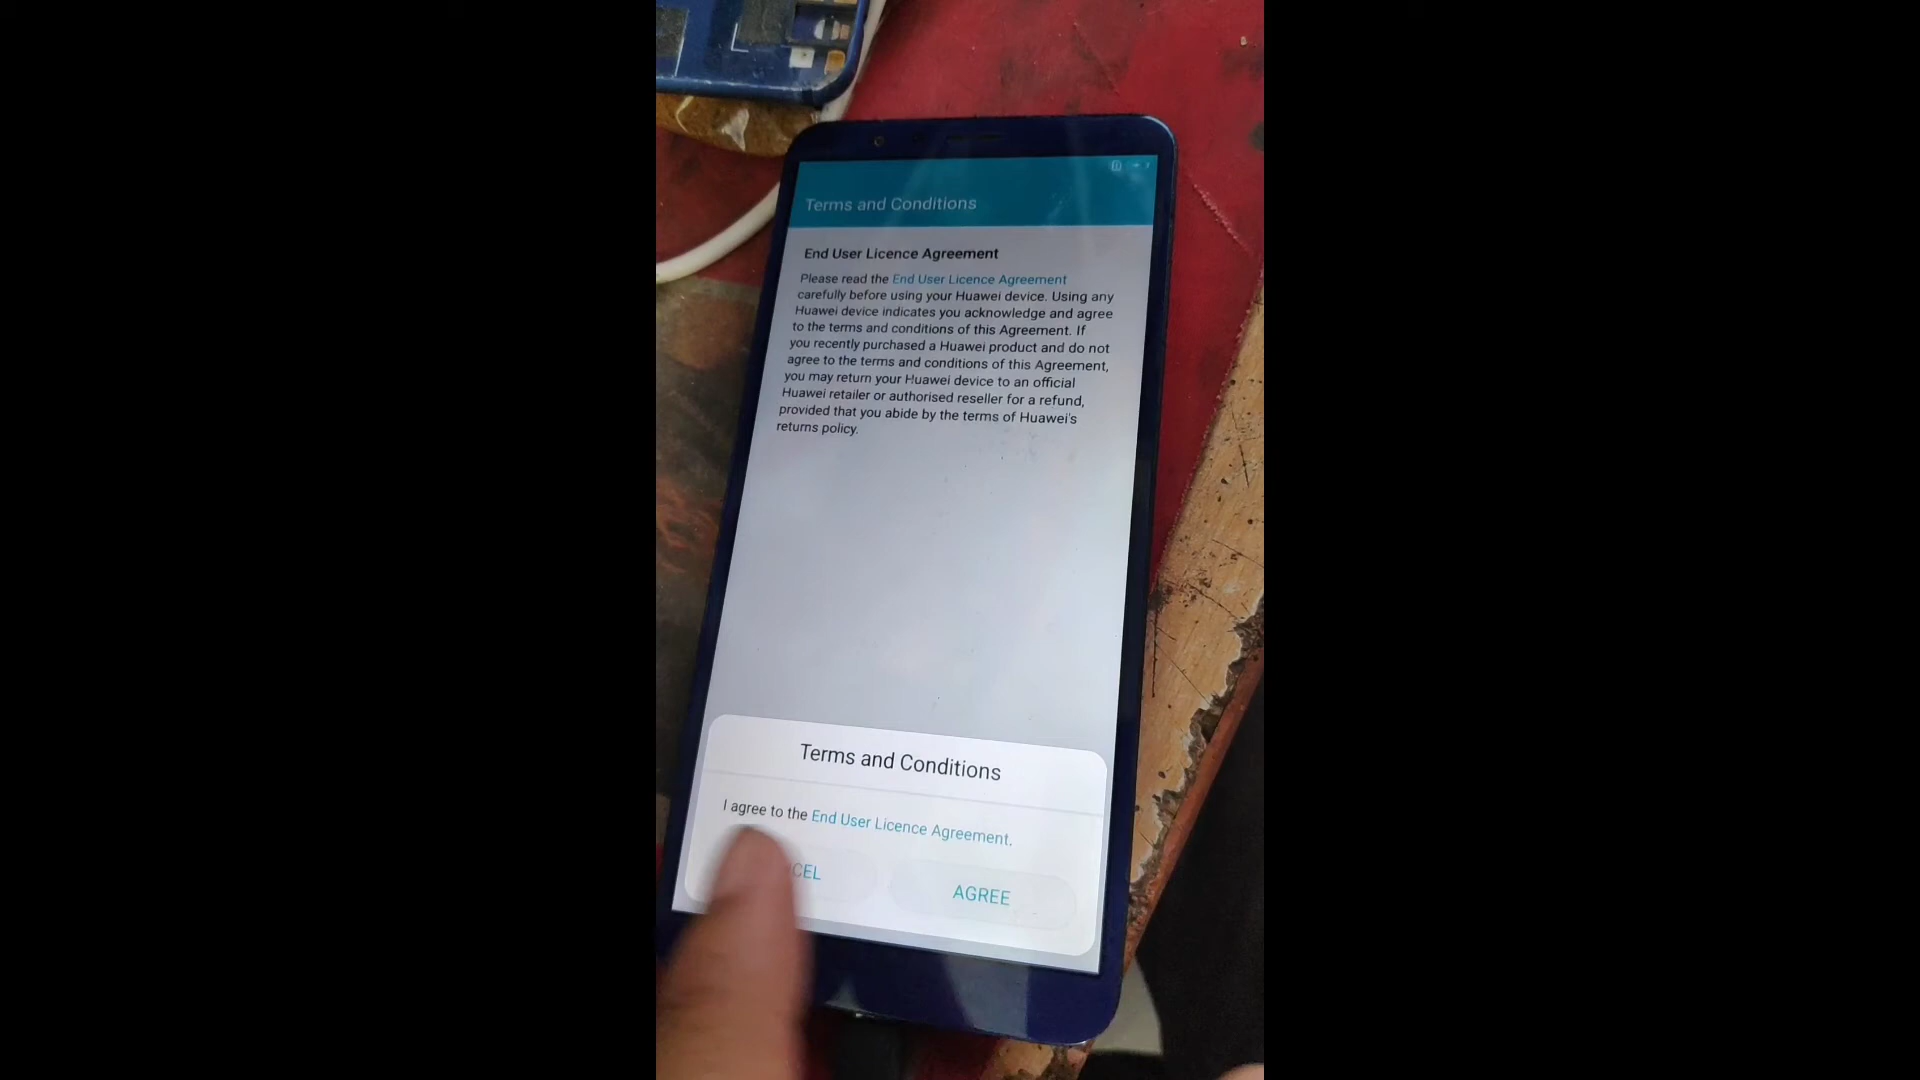 Terms and Conditions
End User Licence Agreement
Please read the End User Licence Agreement
carefully before using your Huawei device. Using any
Huawei device indicates you acknowledge and agree
to the terms and conditions of this Agreement. If
you recently purchased a Huawei product and do not
agree to the terms and conditions of this Agreement,
you may return your Huawei device to an official
Huawei retailer or authorised reseller for a refund,
provided that you abide by the terms of Huawei's
returns policy.
Terms and Conditions
I agree to the End User Licence Agreement.
CEL
AGREE